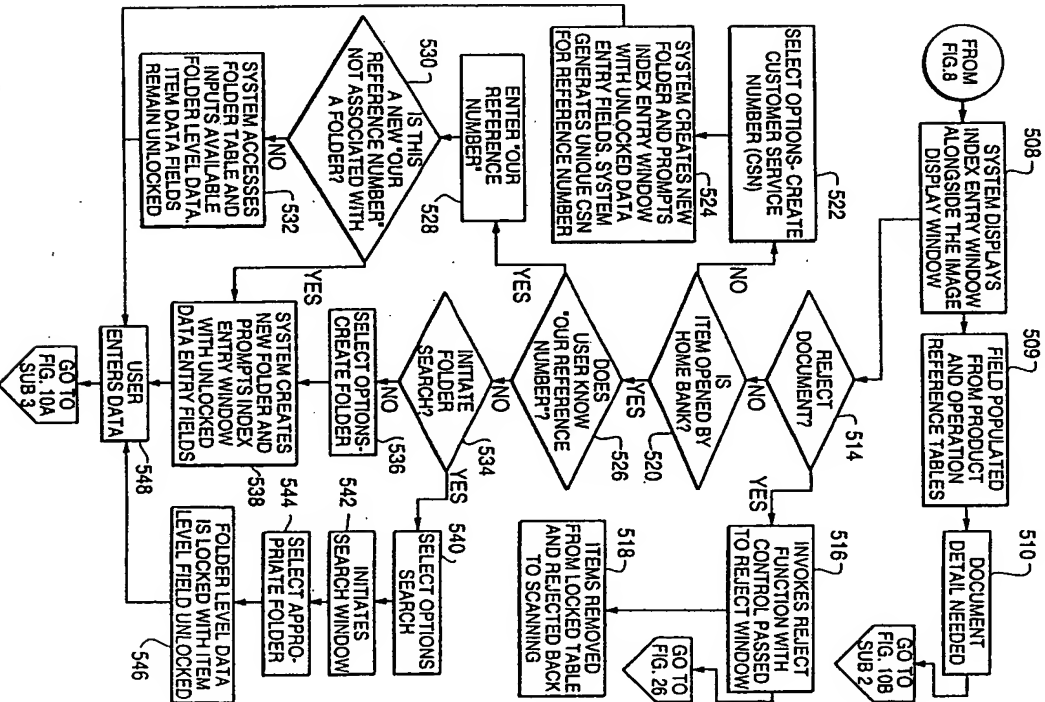 FROM
FIG.8
508
SYSTEM DISPLAYS
INDEX ENTRY WINDOW
ALONGSIDE THE IMAGE
DISPLAY WINDOW
509
FIELD POPULATED
FROM PRODUCT
AND OPERATION
REFERENCE TABLES
510
DOCUMENT
DETAIL NEEDED
GO TO
FIG. 10B
SUB 2
514
REJECT
DOCUMENT?
YES
NO
516
INVOKES REJECT
FUNCTION WITH
CONTROL PASSED
TO REJECT WINDOW
GO TO
FIG. 26
518
ITEMS REMOVED
FROM LOCKED TABLE
AND REJECTED BACK
TO SCANNING
IS
ITEM OPENED BY
HOME BANK?
520
NO
YES
522
SELECT OPTIONS-CREATE
CUSTOMER SERVICE
NUMBER (CSN)
524
SYSTEM CREATES NEW
FOLDER AND PROMPTS
INDEX ENTRY WINDOW
WITH UNLOCKED DATA
ENTRY FIELDS. SYSTEM
GENERATES UNIQUE CSN
FOR REFERENCE NUMBER
DOES
USER KNOW
"OUR REFERENCE
NUMBER"?
526
YES
NO
ENTER "OUR
REFERENCE
NUMBER"
528
530
IS THIS
A NEW "OUR
REFERENCE NUMBER"
NOT ASSOCIATED WITH
A FOLDER?
NO
YES
SYSTEM ACCESSES
FOLDER TABLE AND
INPUTS AVAILABLE
FOLDER LEVEL DATA.
ITEM DATA FIELDS
REMAIN UNLOCKED
532
INITIATE
FOLDER
SEARCH?
534
YES
NO
SELECT OPTIONS-
CREATE FOLDER
536
SYSTEM CREATES
NEW FOLDER AND
PROMPTS INDEX
ENTRY WINDOW
WITH UNLOCKED
DATA ENTRY FIELDS
538
540
SELECT OPTIONS
SEARCH
542
INITIATES
SEARCH WINDOW
544
SELECT APPRO-
PRIATE FOLDER
FOLDER LEVEL DATA
IS LOCKED WITH ITEM
LEVEL FIELD UNLOCKED
546
USER
ENTERS DATA
548
GO TO
FIG. 10A
SUB 3